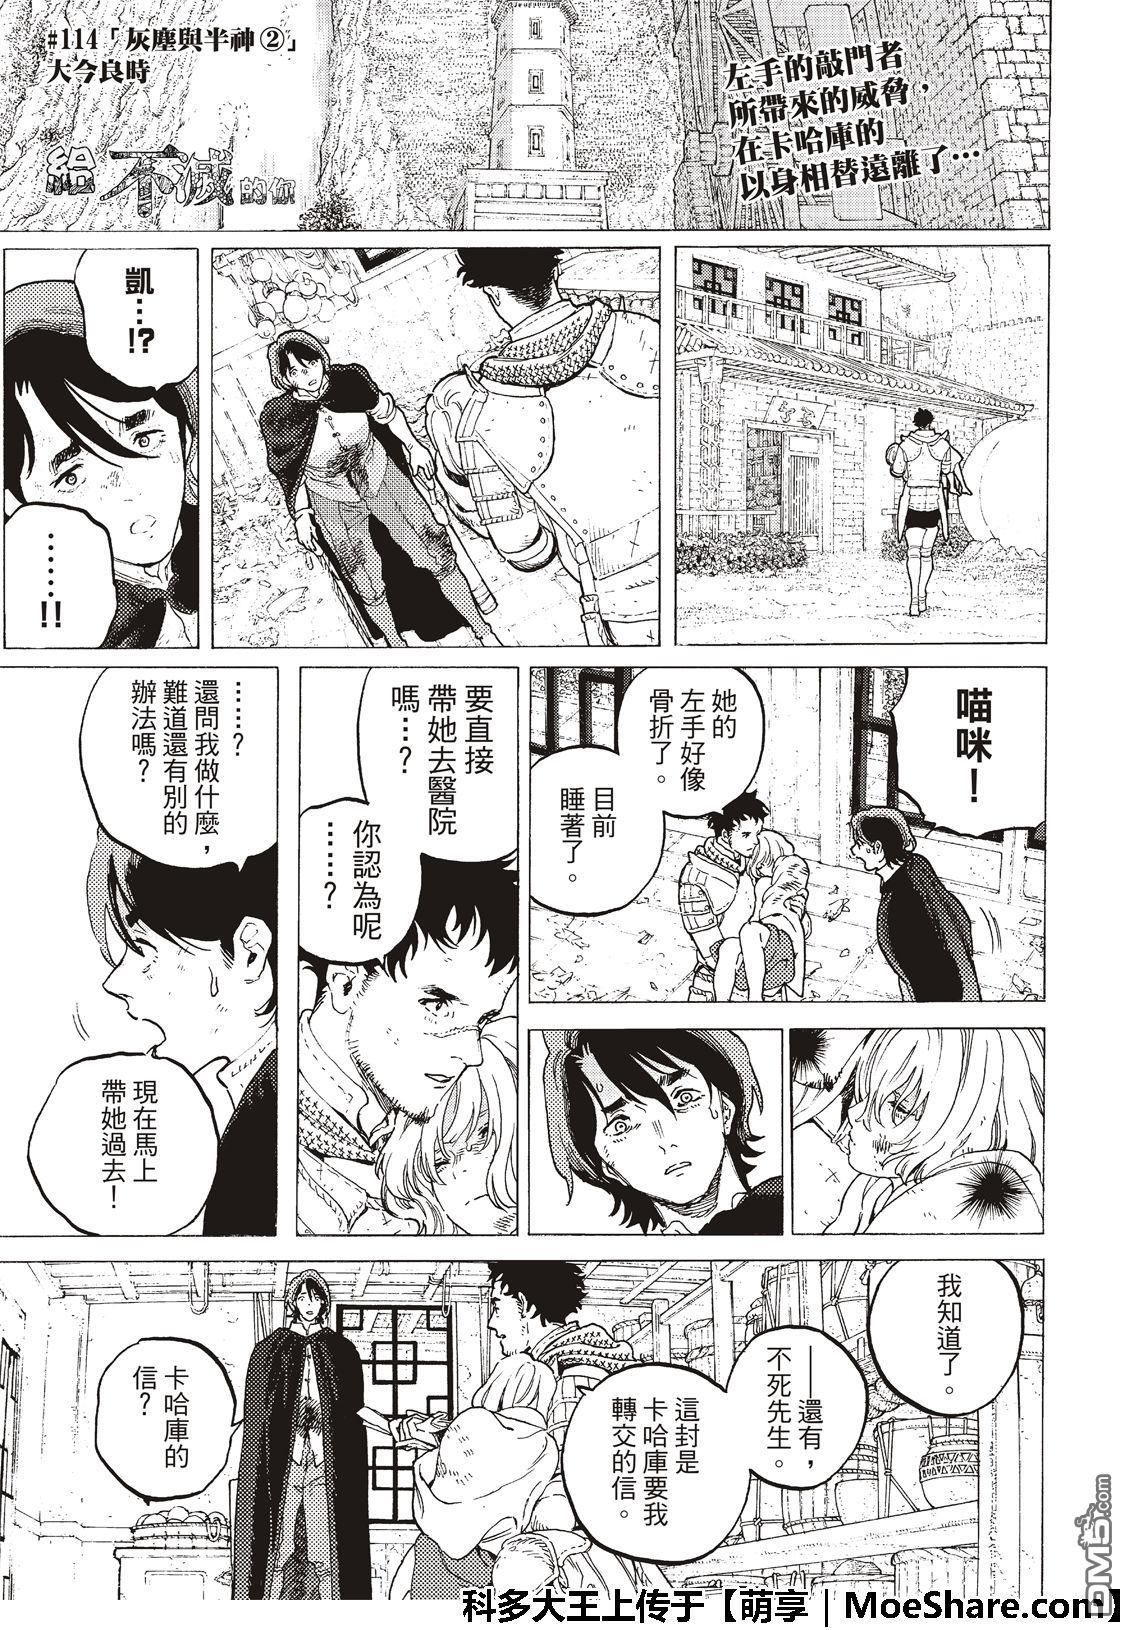 #114「灰塵與半神②」
大今良時
給不滅的你
左手的敲門者
所帶來的威脅，
在卡哈庫的
以身相替遠離了…
凱…!?
………!!
喵咪！
她的
左手好像
骨折了。
目前
睡著了。
要直接
帶她去醫院
嗎…？
你認為呢
……？
……？
還問我做什麼，
難道還有別的
辦法嗎？
現在馬上
帶她過去！
我知道了。
——還有，
不死先生。
這封是
卡哈庫要我
轉交的信。
卡哈庫的
信？
科多大王上传于【萌享｜MoeShare.com】
DM5.com